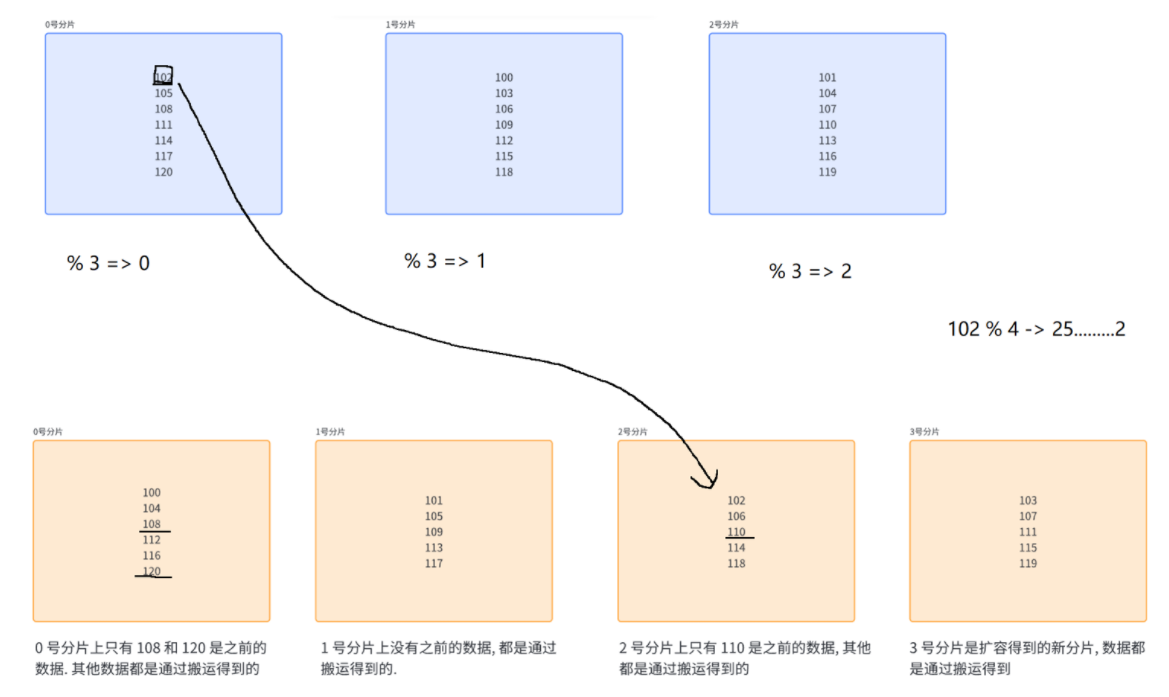 0号分片
102
105
108
111
114
117
120
% 3 => 0
1号分片
100
103
106
109
112
115
118
% 3 => 1
2号分片
101
104
107
110
113
116
119
% 3 => 2
102 % 4 -> 25.........2
0号分片
100
104
108
112
116
120
0 号分片上只有 108 和 120 是之前的
数据. 其他数据都是通过搬运得到的
1号分片
101
105
109
113
117
1 号分片上没有之前的数据, 都是通过
搬运得到的.
2号分片
102
106
110
114
118
2 号分片上只有 110 是之前的数据, 其他
都是通过搬运得到的
3号分片
103
107
111
115
119
3 号分片是扩容得到的新分片, 数据都
是通过搬运得到